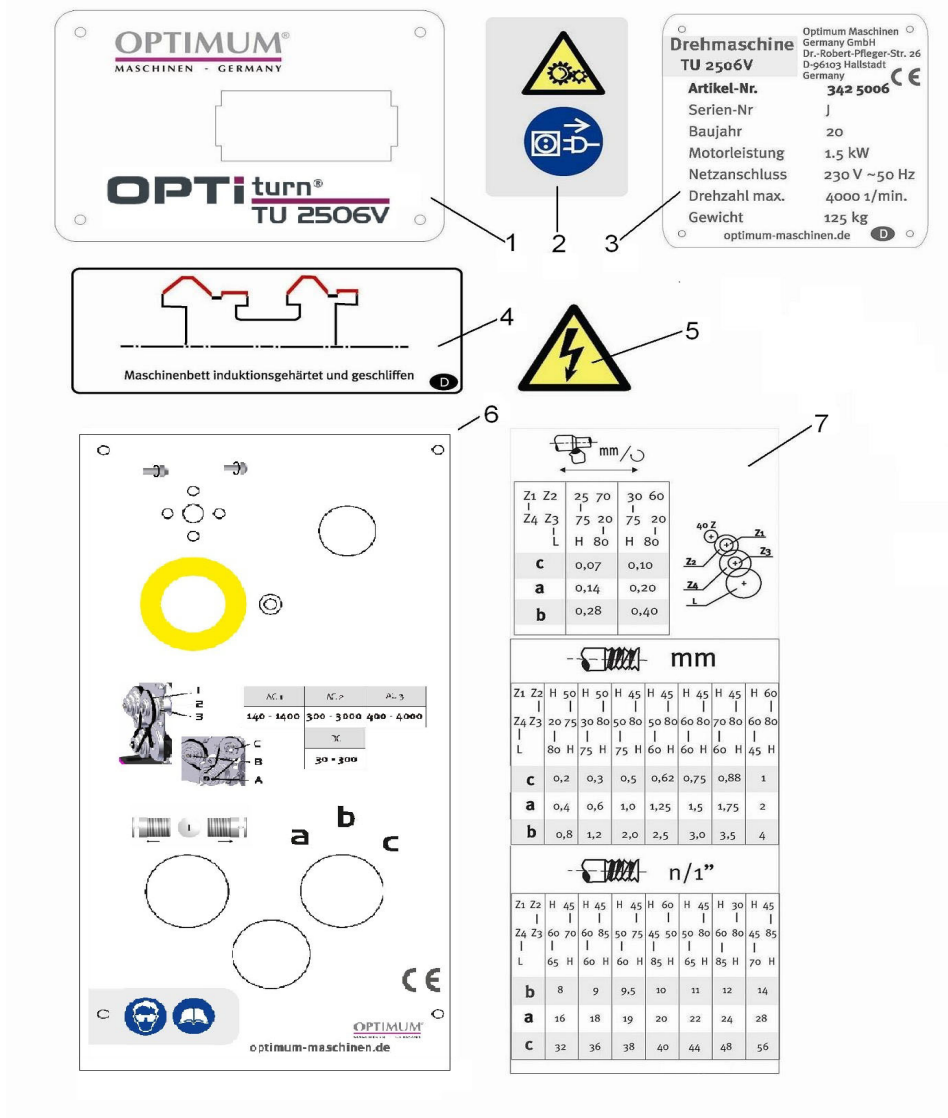 OPTIMUM®
MASCHINEN - GERMANY
OPTi turn®
TU 2506V
1
2
Drehmaschine
TU 2506V
Optimum Maschinen
Germany GmbH
Dr.-Robert-Pfleger-Str. 26
D-96103 Hallstadt
Germany
CE
Artikel-Nr. 342 5006
Serien-Nr J
Baujahr 20
Motorleistung 1.5 kW
Netzanschluss 230 V ~50 Hz
Drehzahl max. 4000 1/min.
Gewicht 125 kg
optimum-maschinen.de D
3
Maschinenbett induktionsgehärtet und geschliffen D
4
5
6
1
2
3
C
B
A
140 - 1400 300 - 3000 400 - 4000
30 - 300
a b c
CE
OPTIMUM
optimum-maschinen.de
7
mm/
Z1 Z2 25 70 30 60
Z4 Z3 75 20 75 20
L H 80 H 80
c 0,07 0,10
a 0,14 0,20
b 0,28 0,40
40 Z
Z1
Z2
Z3
Z4
L
mm
Z1 Z2 H 50 H 50 H 45 H 45 H 45 H 45 H 60
Z4 Z3 20 75 30 80 50 80 50 80 60 80 70 80 60 80
L 80 H 75 H 75 H 60 H 60 H 60 H 45 H
c 0,2 0,3 0,5 0,62 0,75 0,88 1
a 0,4 0,6 1,0 1,25 1,5 1,75 2
b 0,8 1,2 2,0 2,5 3,0 3,5 4
n/1”
Z1 Z2 H 45 H 45 H 45 H 60 H 45 H 30 H 45
Z4 Z3 60 70 60 85 50 75 45 50 50 80 60 80 45 85
L 65 H 60 H 60 H 85 H 65 H 85 H 70 H
b 8 9 9,5 10 11 12 14
a 16 18 19 20 22 24 28
c 32 36 38 40 44 48 56